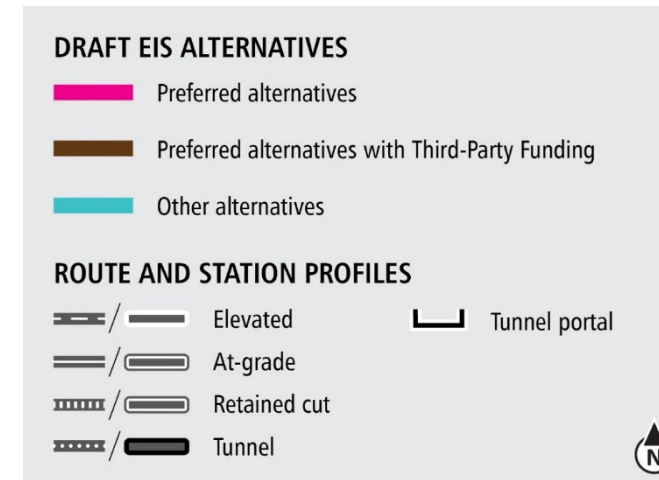 DRAFT EIS ALTERNATIVES
Preferred alternatives
Preferred alternatives with Third-Party Funding
Other alternatives
ROUTE AND STATION PROFILES
/ Elevated
Tunnel portal
/ At-grade
/ Retained cut
/ Tunnel
N